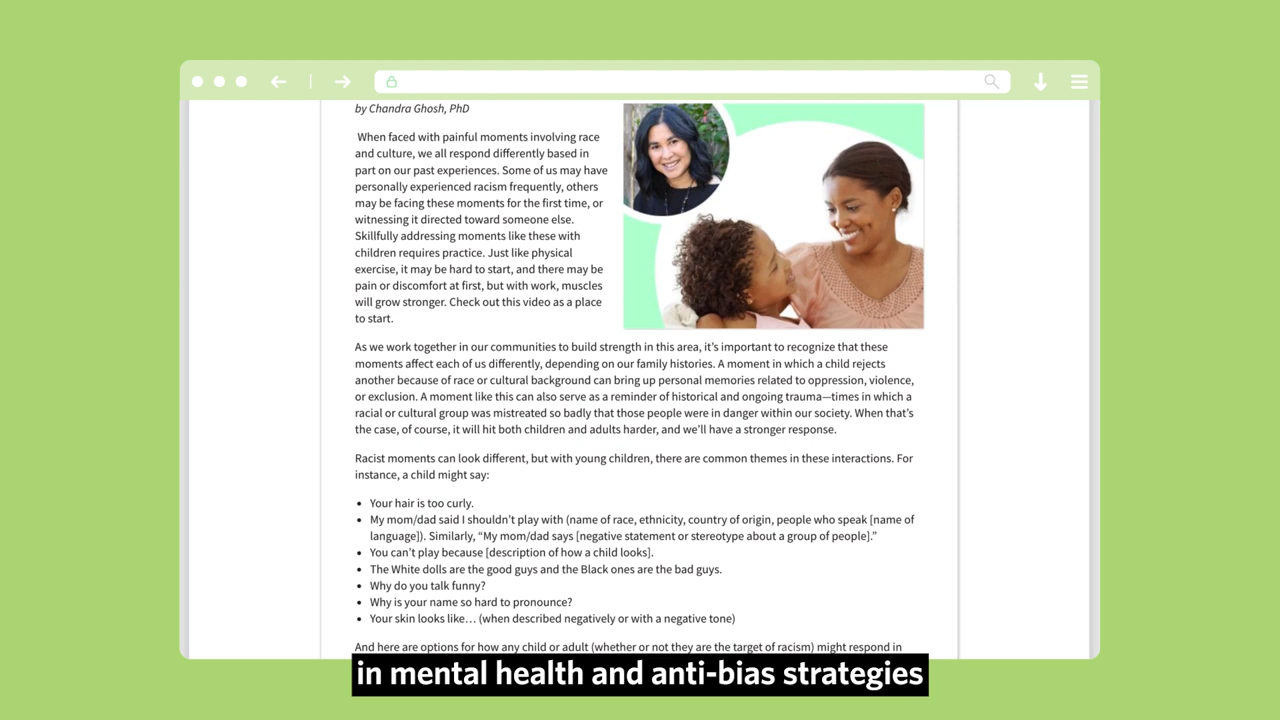 by Chandra Ghosh, PhD
When faced with painful moments involving race
and culture, we all respond differently based in
part on our past experiences. Some of us may have
personally experienced racism frequently, others
may be facing these moments for the first time, or
witnessing it directed toward someone else.
Skillfully addressing moments like these with
children requires practice. Just like physical
exercise, it may be hard to start, and there may be
pain or discomfort at first, but with work, muscles
will grow stronger. Check out this video as a place
to start.
As we work together in our communities to build strength in this area, it’s important to recognize that these
moments affect each of us differently, depending on our family histories. A moment in which a child rejects
another because of race or cultural background can bring up personal memories related to oppression, violence,
or exclusion. A moment like this can also serve as a reminder of historical and ongoing trauma—times in which a
racial or cultural group was mistreated so badly that those people were in danger within our society. When that’s
the case, of course, it will hit both children and adults harder, and we’ll have a stronger response.
Racist moments can look different, but with young children, there are common themes in these interactions. For
instance, a child might say:
• Your hair is too curly.
• My mom/dad said I shouldn’t play with (name of race, ethnicity, country of origin, people who speak [name of
language]). Similarly, “My mom/dad says [negative statement or stereotype about a group of people].”
• You can’t play because [description of how a child looks].
• The White dolls are the good guys and the Black ones are the bad guys.
• Why do you talk funny?
• Why is your name so hard to pronounce?
• Your skin looks like… (when described negatively or with a negative tone)
And here are options for how any child or adult (whether or not they are the target of racism) might respond in
in mental health and anti-bias strategies